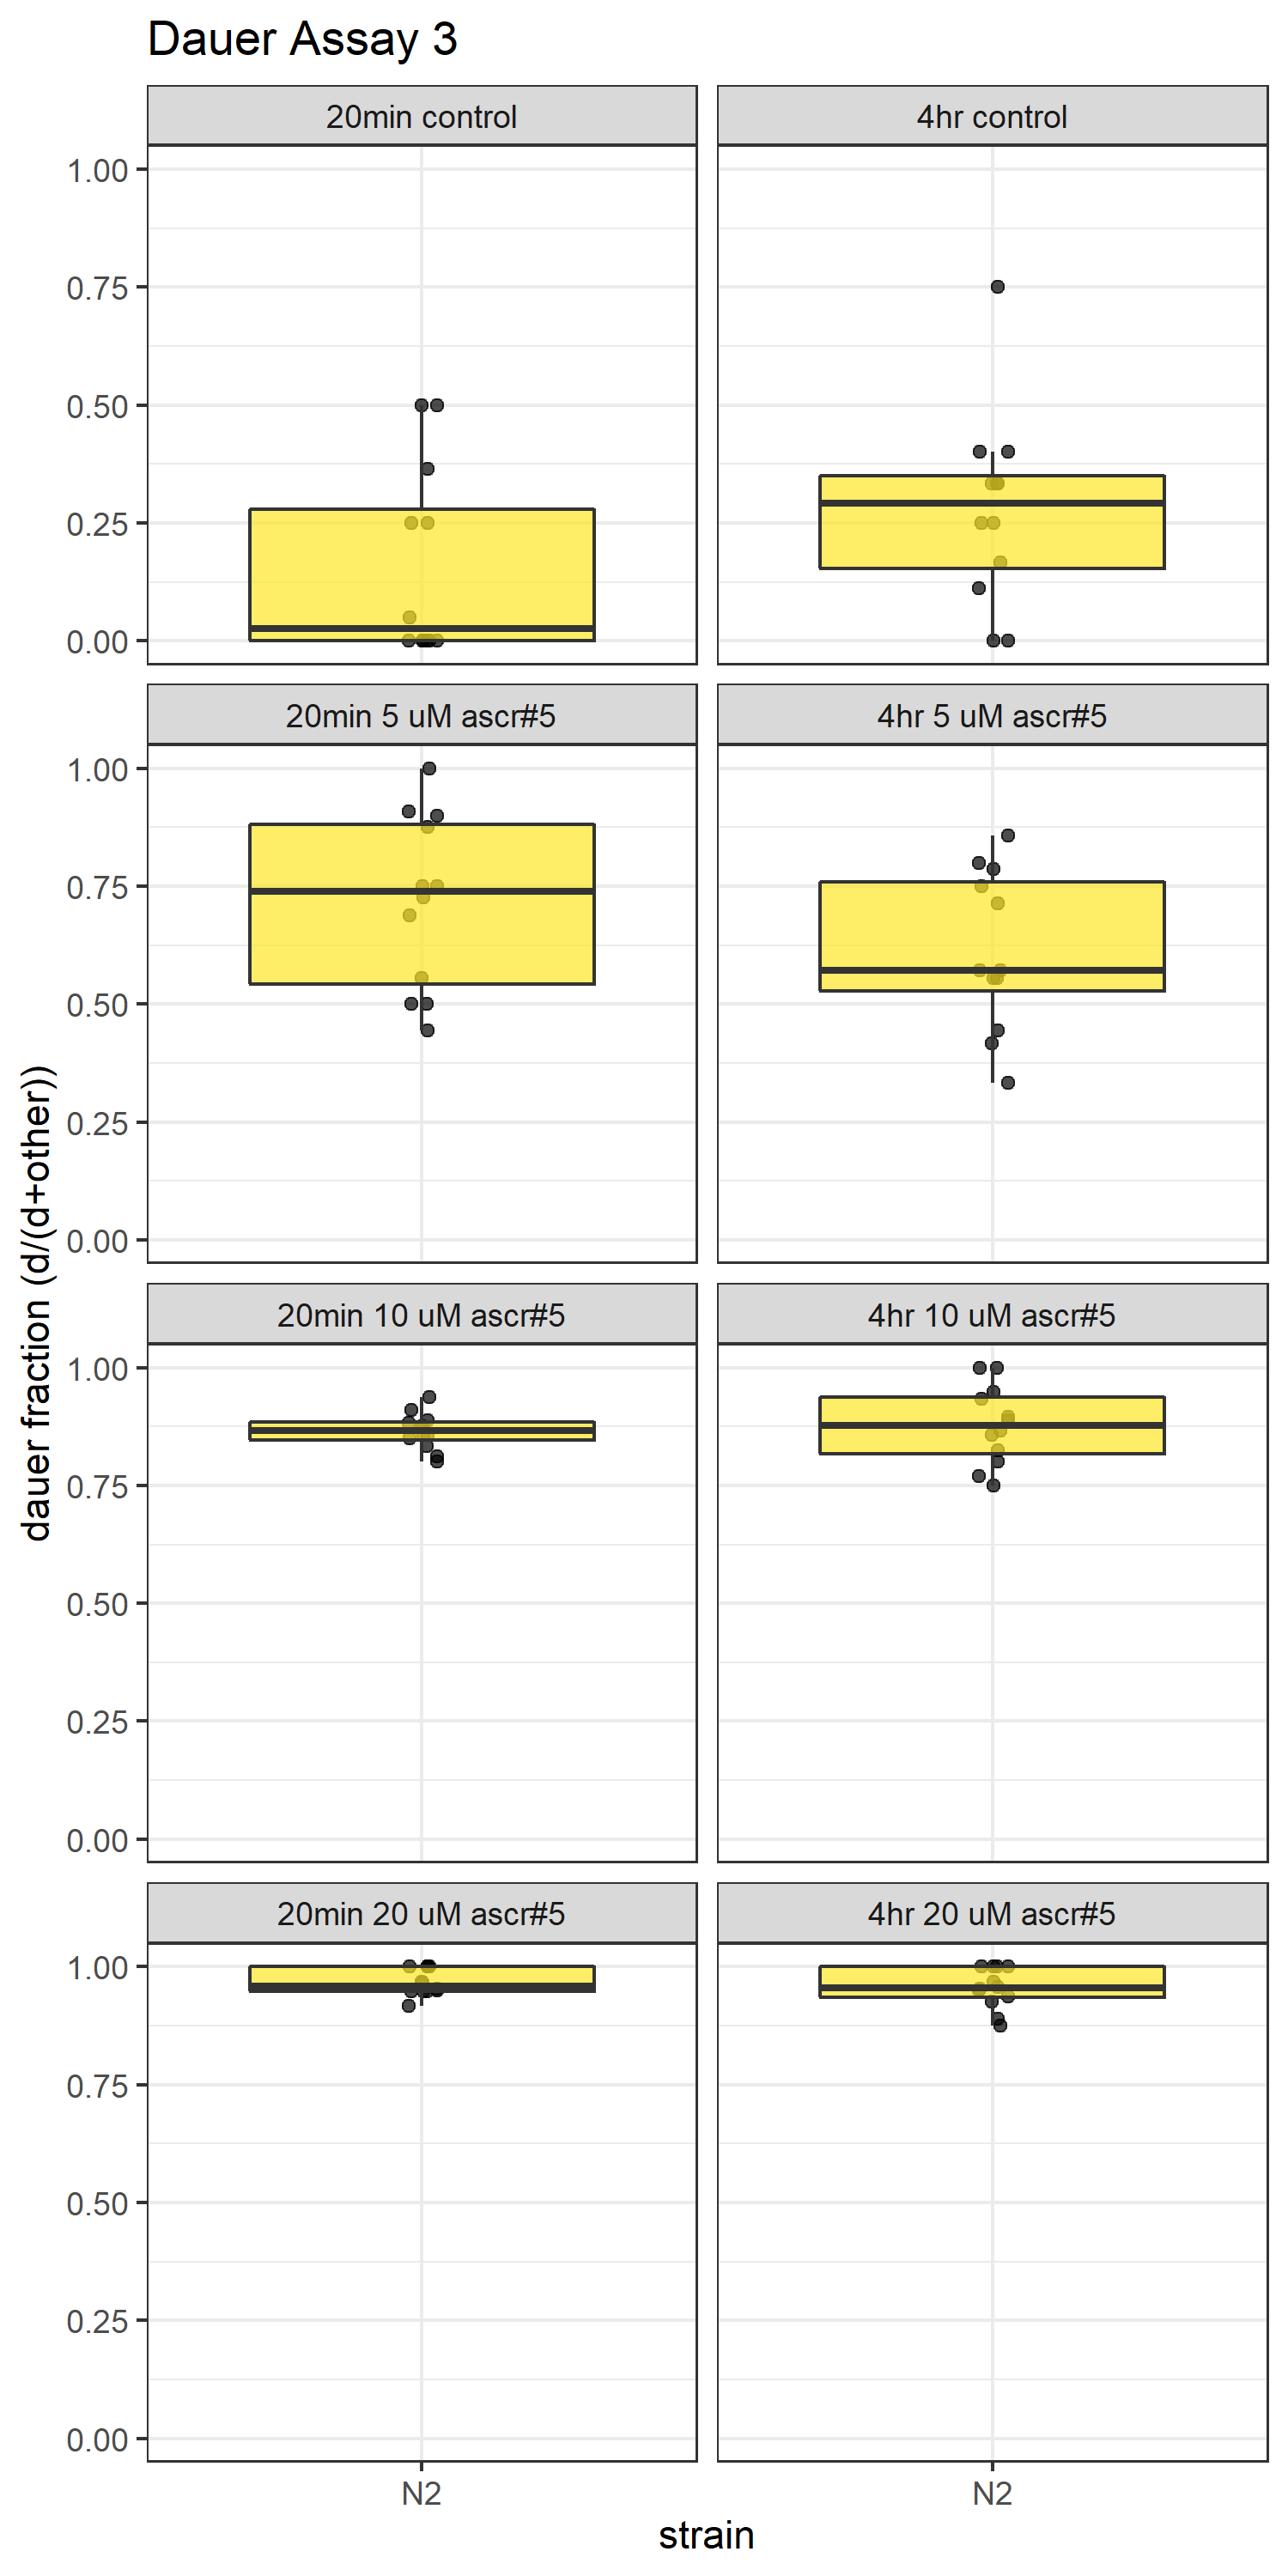 Dauer Assay 3
20min control
4hr control
1.00
0.75
0.50
0.25
0.00
20min 5 uM ascr#5
4hr 5 uM ascr#5
1.00
0.75
0.50
0.25
0.00
20min 10 uM ascr#5
4hr 10 uM ascr#5
1.00
0.75
0.50
0.25
0.00
20min 20 uM ascr#5
4hr 20 uM ascr#5
1.00
0.75
0.50
0.25
0.00
dauer fraction (d/(d+other))
N2
N2
strain